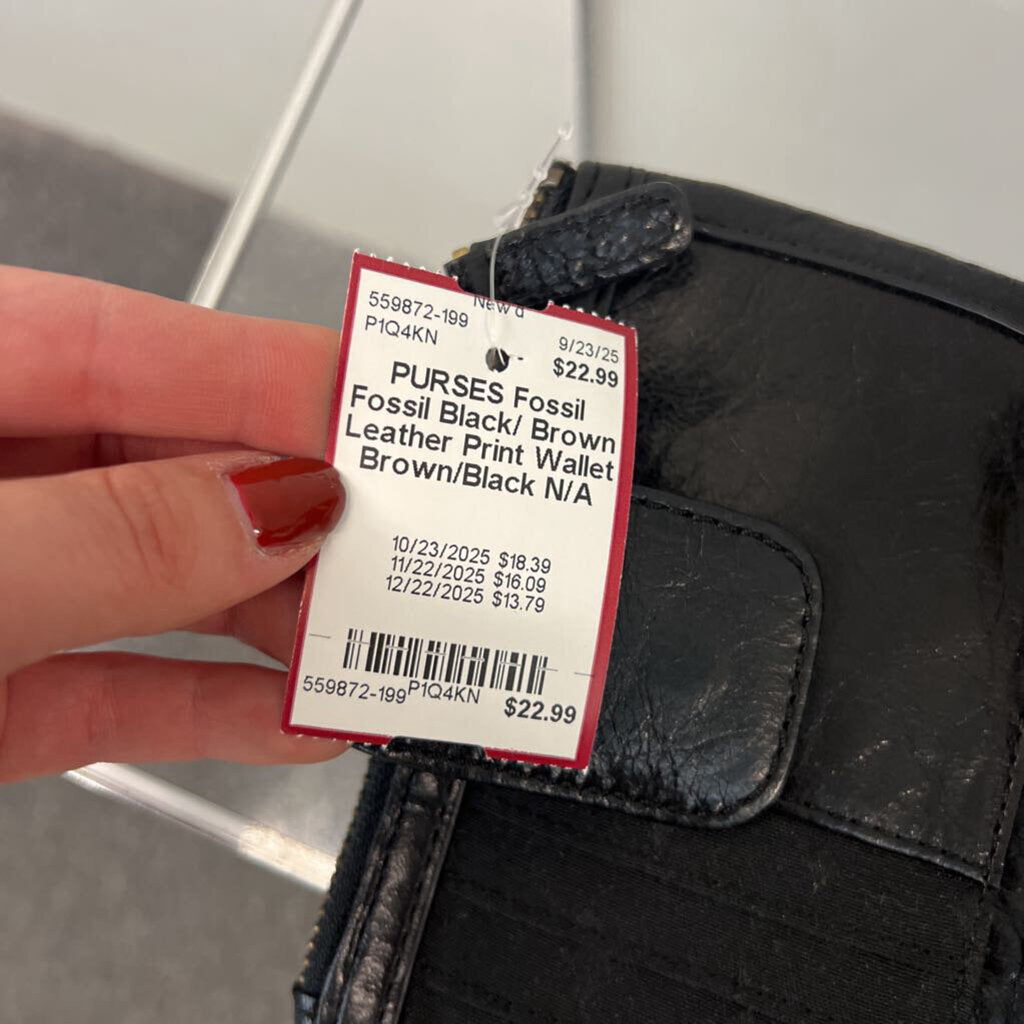 559872-199
P1Q4KN
9/23/25
$22.99
PURSES Fossil
Fossil Black/ Brown
Leather Print Wallet
Brown/Black N/A
10/23/2025 $18.39
11/22/2025 $16.09
12/22/2025 $13.79
559872-199 P1Q4KN
$22.99